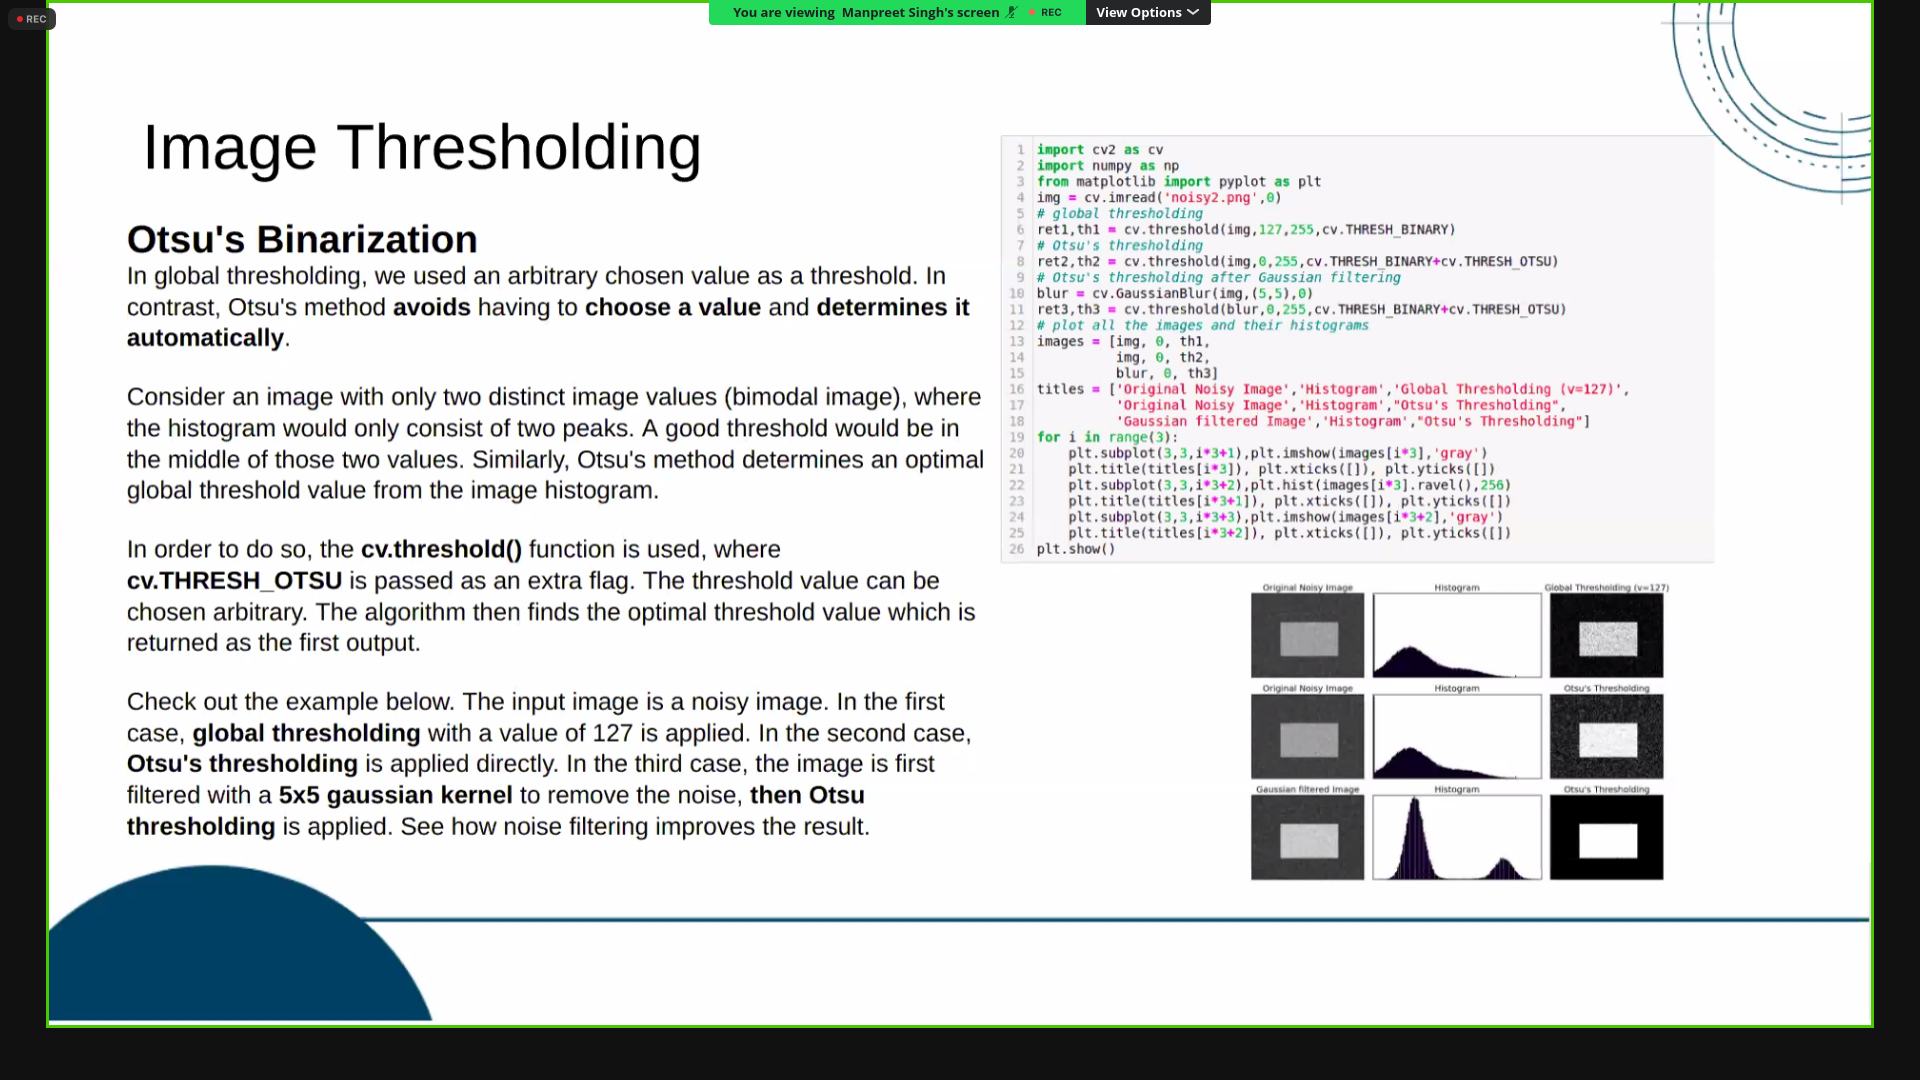 REC
You are viewing Manpreet Singh's screen REC View Options
Image Thresholding
Otsu's Binarization
In global thresholding, we used an arbitrary chosen value as a threshold. In
contrast, Otsu's method avoids having to choose a value and determines it
automatically.
Consider an image with only two distinct image values (bimodal image), where
the histogram would only consist of two peaks. A good threshold would be in
the middle of those two values. Similarly, Otsu's method determines an optimal
global threshold value from the image histogram.
In order to do so, the cv.threshold() function is used, where
cv.THRESH_OTSU is passed as an extra flag. The threshold value can be
chosen arbitrary. The algorithm then finds the optimal threshold value which is
returned as the first output.
Check out the example below. The input image is a noisy image. In the first
case, global thresholding with a value of 127 is applied. In the second case,
Otsu's thresholding is applied directly. In the third case, the image is first
filtered with a 5x5 gaussian kernel to remove the noise, then Otsu
thresholding is applied. See how noise filtering improves the result.
1 import cv2 as cv
2 import numpy as np
3 from matplotlib import pyplot as plt
4 img = cv.imread('noisy2.png',0)
5 # global thresholding
6 ret1,th1 = cv.threshold(img,127,255,cv.THRESH_BINARY)
7 # Otsu's thresholding
8 ret2,th2 = cv.threshold(img,0,255,cv.THRESH_BINARY+cv.THRESH_OTSU)
9 # Otsu's thresholding after Gaussian filtering
10 blur = cv.GaussianBlur(img,(5,5),0)
11 ret3,th3 = cv.threshold(blur,0,255,cv.THRESH_BINARY+cv.THRESH_OTSU)
12 # plot all the images and their histograms
13 images = [img, 0, th1,
14 img, 0, th2,
15 blur, 0, th3]
16 titles = ['Original Noisy Image','Histogram','Global Thresholding (v=127)',
17 'Original Noisy Image','Histogram',"Otsu's Thresholding",
18 'Gaussian filtered Image','Histogram',"Otsu's Thresholding"]
19 for i in range(3):
20 plt.subplot(3,3,i*3+1),plt.imshow(images[i*3],'gray')
21 plt.title(titles[i*3]), plt.xticks([]), plt.yticks([])
22 plt.subplot(3,3,i*3+2),plt.hist(images[i*3].ravel(),256)
23 plt.title(titles[i*3+1]), plt.xticks([]), plt.yticks([])
24 plt.subplot(3,3,i*3+3),plt.imshow(images[i*3+2],'gray')
25 plt.title(titles[i*3+2]), plt.xticks([]), plt.yticks([])
26 plt.show()
Original Noisy Image Histogram Global Thresholding (v=127)
Original Noisy Image Histogram Otsu's Thresholding
Gaussian filtered Image Histogram Otsu's Thresholding